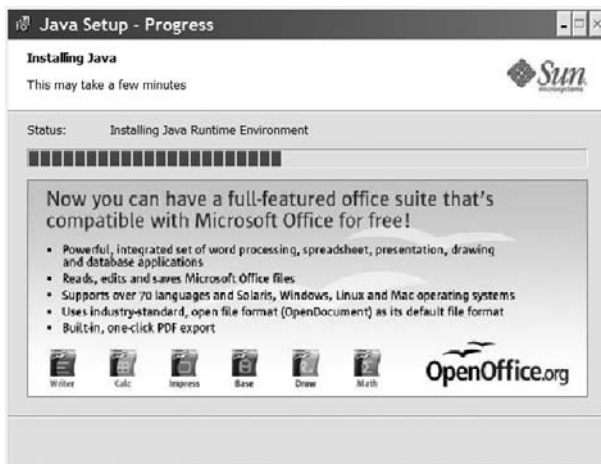 Java Setup - Progress
Installing Java
This may take a few minutes
Sun
microsystems
Status: Installing Java Runtime Environment
Now you can have a full-featured office suite that's
compatible with Microsoft Office for free!
• Powerful, integrated set of word processing, spreadsheet, presentation, drawing
and database applications
• Reads, edits and saves Microsoft Office files
• Supports over 70 languages and Solaris, Windows, Linux and Mac operating systems
• Uses industry-standard, open file format (OpenDocument) as its default file format
• Built-in, one-click PDF export
Writer Calc Impress Base Draw Math
OpenOffice.org